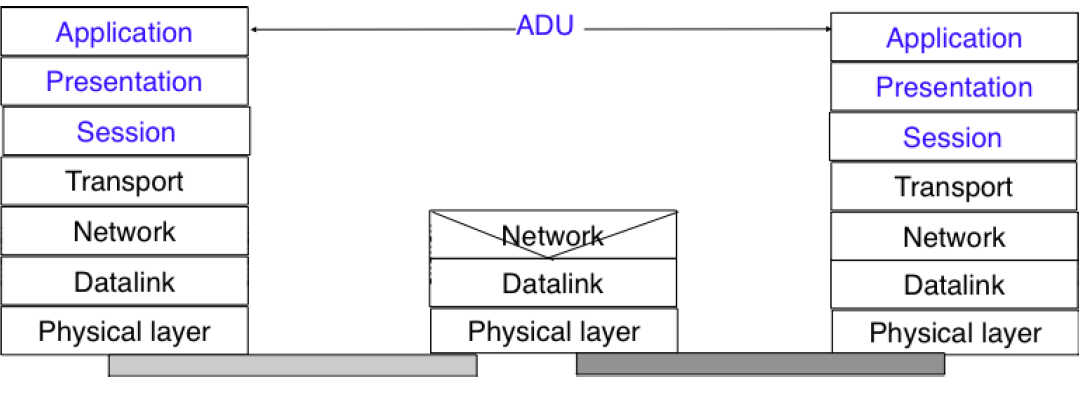 Application
Presentation
Session
Transport
Network
Datalink
Physical layer
ADU
Network
Datalink
Physical layer
Application
Presentation
Session
Transport
Network
Datalink
Physical layer